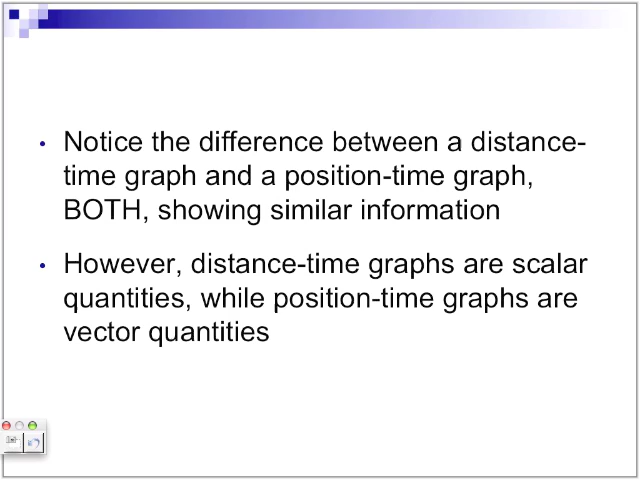 Notice the difference between a distance-
time graph and a position-time graph,
BOTH, showing similar information
However, distance-time graphs are scalar
quantities, while position-time graphs are
vector quantities